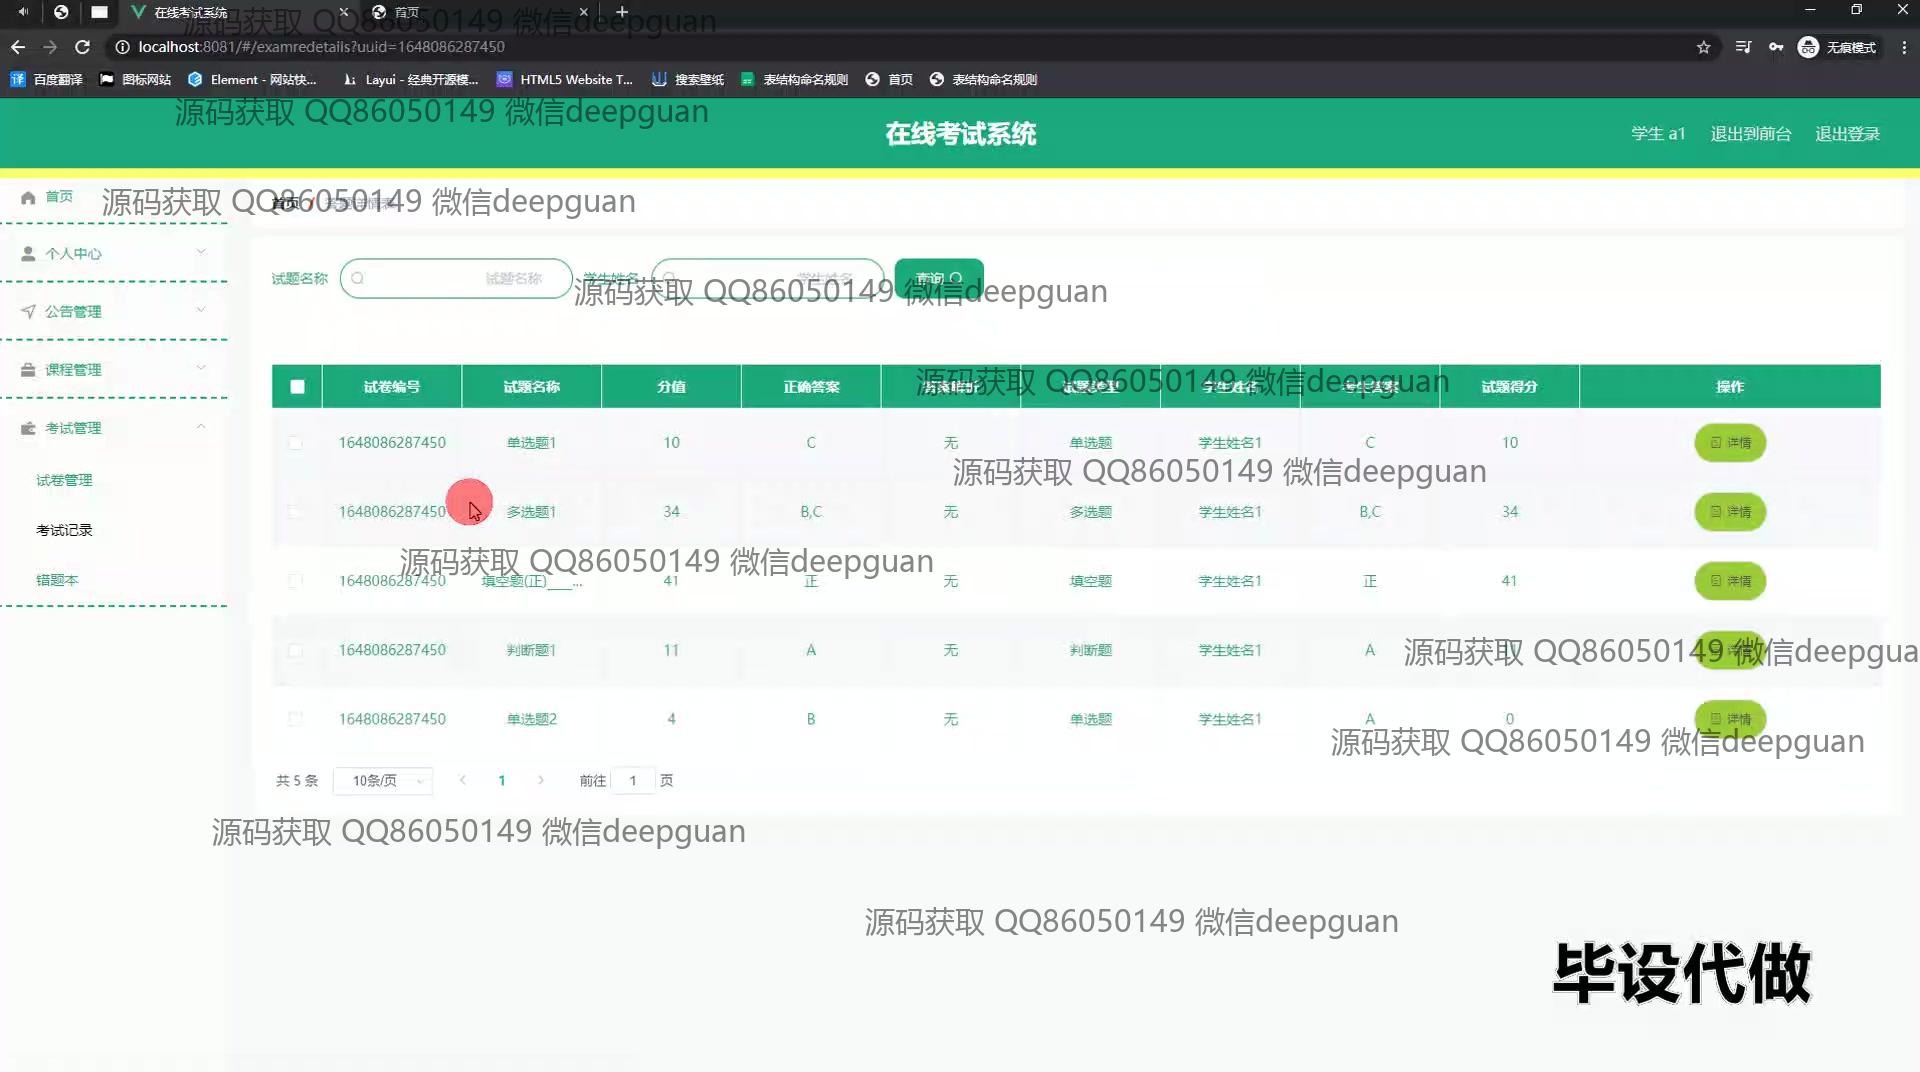 在线考试系统
首页
localhost:8081/#/examredetails?uuid=1648086287450
无痕模式
百度翻译
图标网站
Element - 网站快...
Layui - 经典开源模...
HTML5 Website T...
搜索壁纸
表结构命名规则
首页
表结构命名规则
源码获取 QQ86050149 微信deepguan
源码获取 QQ86050149 微信deepguan
在线考试系统
学生 a1
退出到前台
退出登录
首页
源码获取 QQ86050149 微信deepguan
首页 /
个人中心
公告管理
课程管理
考试管理
试卷管理
考试记录
错题本
试题名称
试题名称
学生姓名
学生姓名
查询
源码获取 QQ86050149 微信deepguan
试卷编号 试题名称 分值 正确答案 答案解析 试题类型 学生姓名 考生答案 试题得分 操作
源码获取 QQ86050149 微信deepguan
1648086287450 单选题1 10 C 无 单选题 学生姓名1 C 10 详情
源码获取 QQ86050149 微信deepguan
1648086287450 多选题1 34 B,C 无 多选题 学生姓名1 B,C 34 详情
源码获取 QQ86050149 微信deepguan
1648086287450 填空题(正)____... 41 正 无 填空题 学生姓名1 正 41 详情
1648086287450 判断题1 11 A 无 判断题 学生姓名1 A 详情
源码获取 QQ86050149 微信deepgua
1648086287450 单选题2 4 B 无 单选题 学生姓名1 A 0 详情
源码获取 QQ86050149 微信deepguan
共 5 条
10条/页
1
前往 1 页
源码获取 QQ86050149 微信deepguan
源码获取 QQ86050149 微信deepguan
毕设代做